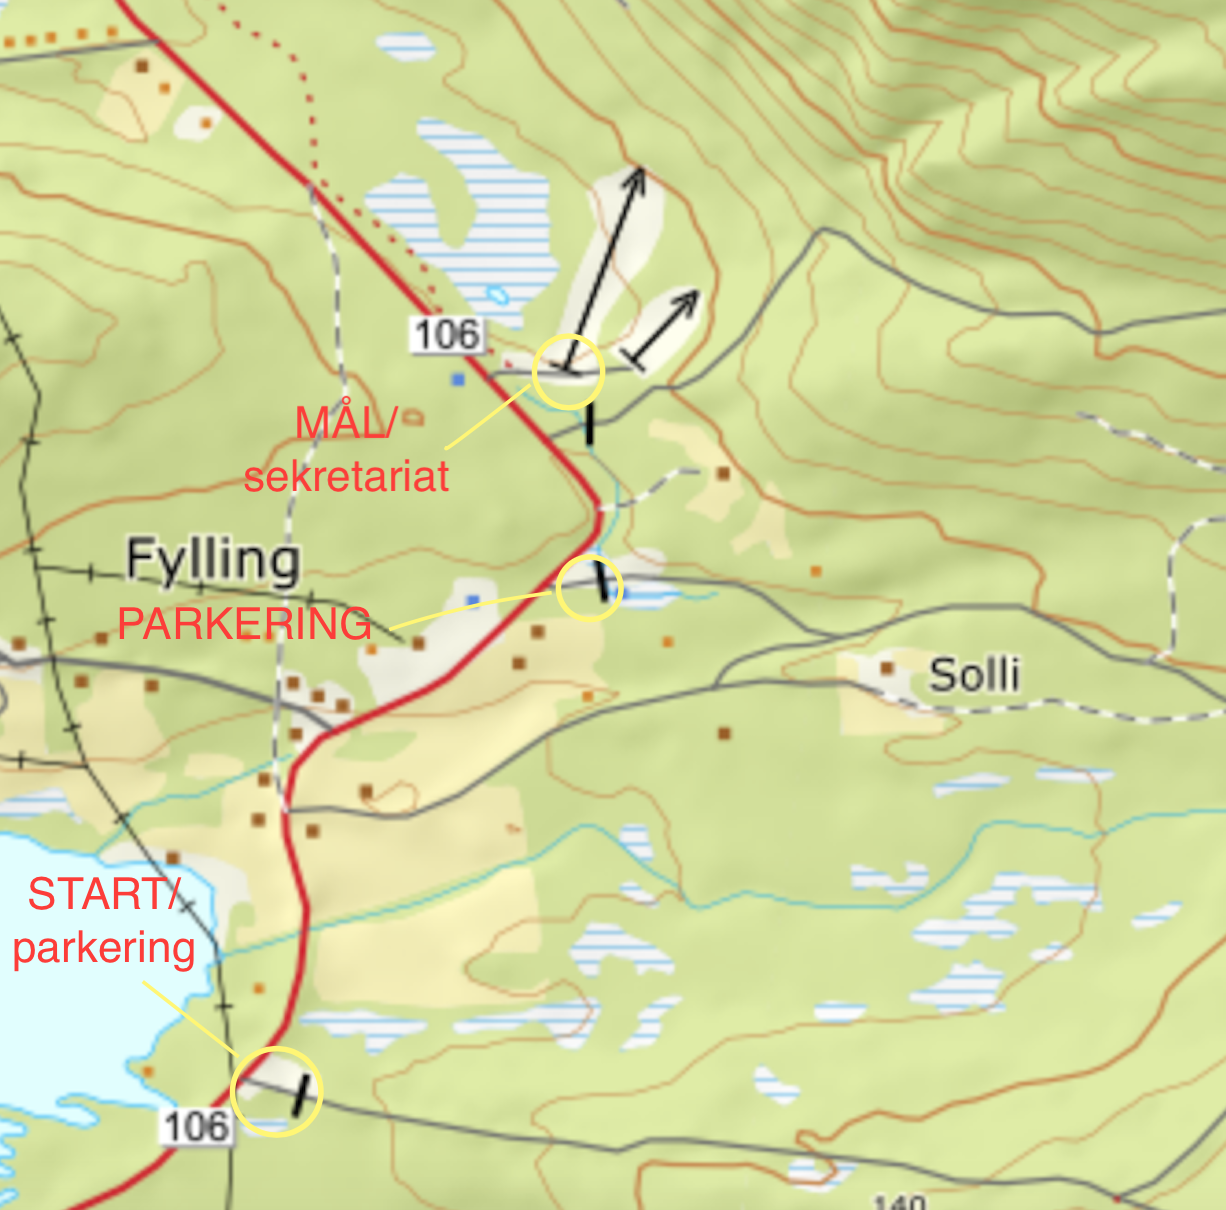 106
MÅL/
sekretariat
Fylling
PARKERING
Solli
START/
parkering
106
140